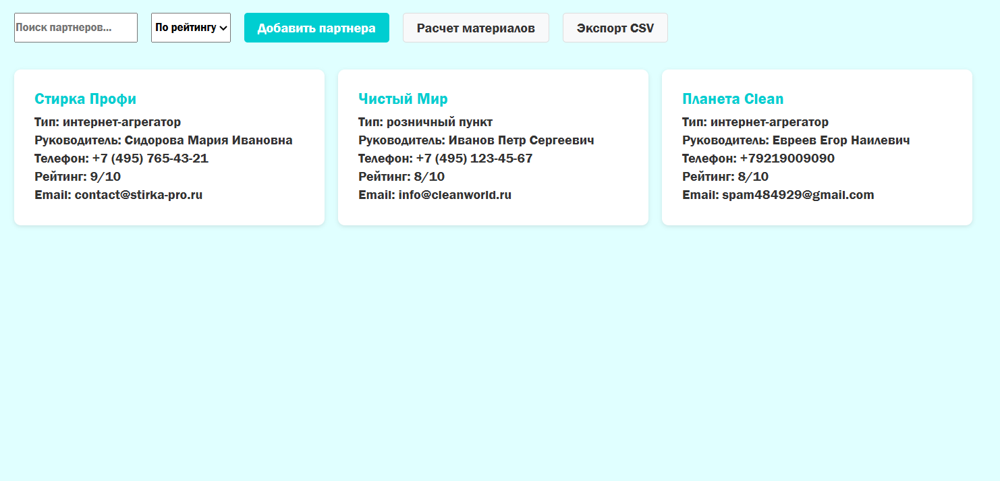 Поиск партнеров...
По рейтингу
Добавить партнера
Расчет материалов
Экспорт CSV
Стирка Профи
Тип: интернет-агрегатор
Руководитель: Сидорова Мария Ивановна
Телефон: +7 (495) 765-43-21
Рейтинг: 9/10
Email: contact@stirka-pro.ru
Чистый Мир
Тип: розничный пункт
Руководитель: Иванов Петр Сергеевич
Телефон: +7 (495) 123-45-67
Рейтинг: 8/10
Email: info@cleanworld.ru
Планета Clean
Тип: интернет-агрегатор
Руководитель: Евреев Егор Наилевич
Телефон: +79219009090
Рейтинг: 8/10
Email: spam484929@gmail.com